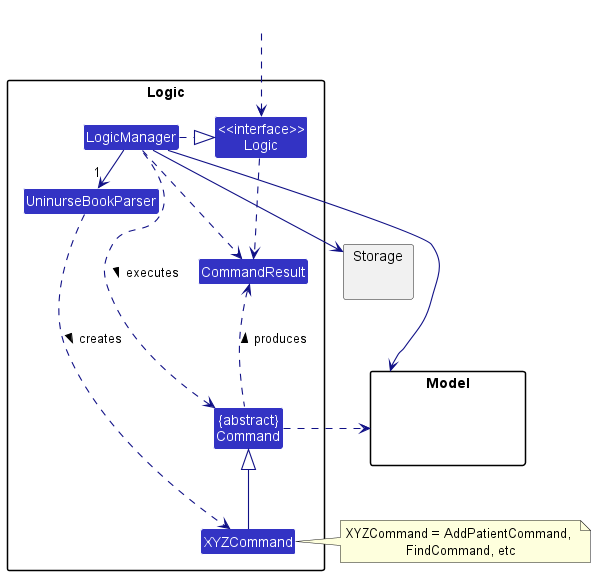 Logic
LogicManager
<<interface>>
Logic
1
UninurseBookParser
Storage
CommandResult
executes
creates
produces
Model
{abstract}
Command
XYZCommand
XYZCommand = AddPatientCommand,
FindCommand, etc